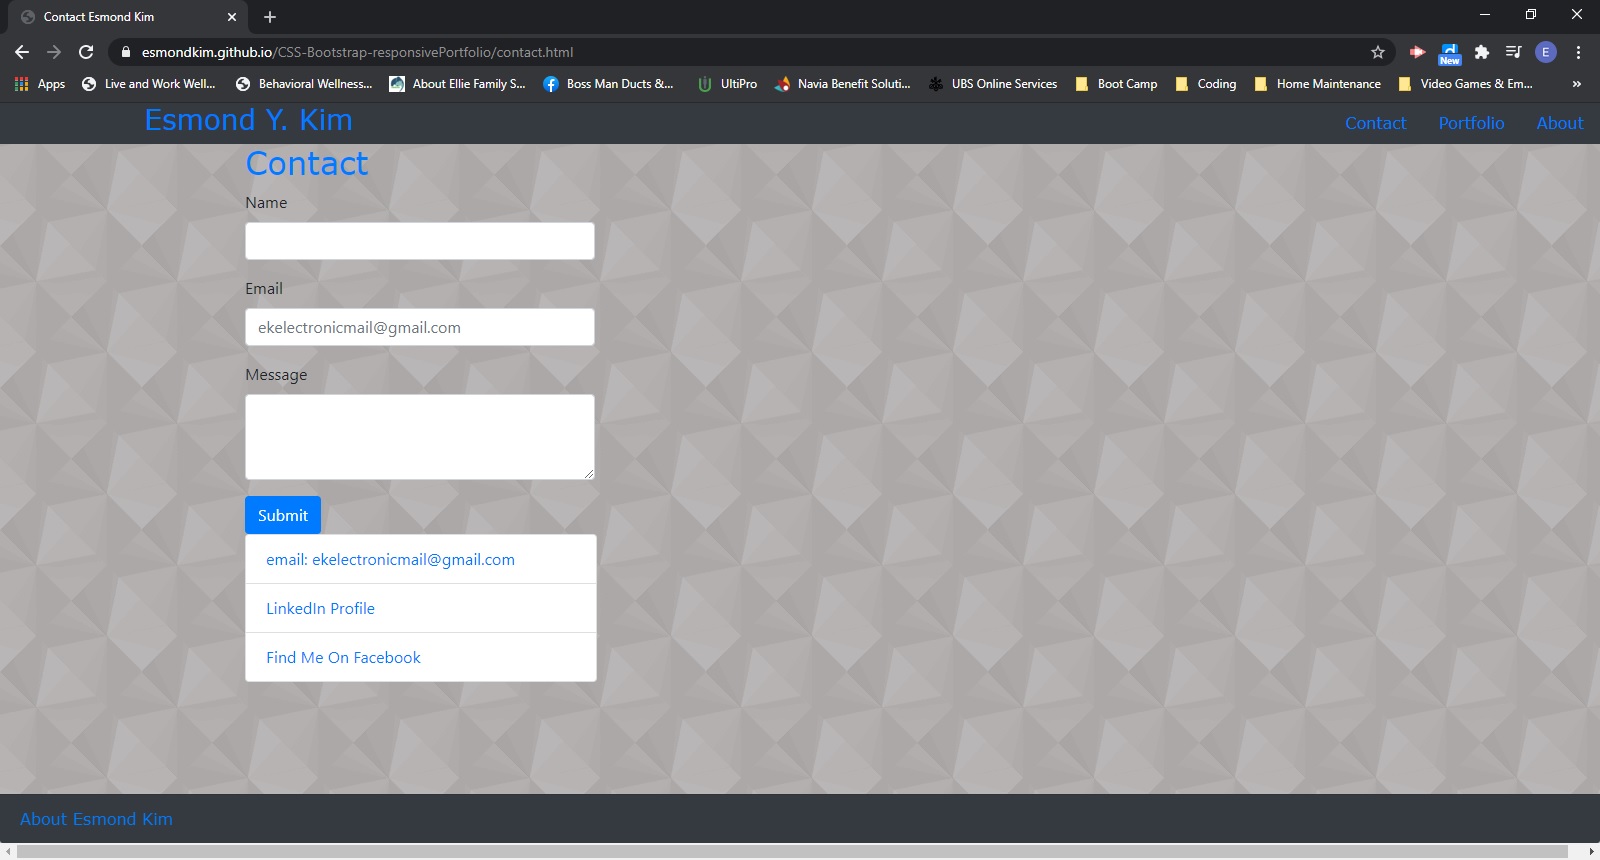 Contact Esmond Kim
esmondkim.github.io/CSS-Bootstrap-responsivePortfolio/contact.html
New
E
Apps Live and Work Well... Behavioral Wellness... About Ellie Family S... Boss Man Ducts &... UltiPro Navia Benefit Soluti... UBS Online Services Boot Camp Coding Home Maintenance Video Games & Em... »
Esmond Y. Kim
Contact Portfolio About
Contact
Name
Email
ekelectronicmail@gmail.com
Message
Submit
email: ekelectronicmail@gmail.com
LinkedIn Profile
Find Me On Facebook
About Esmond Kim